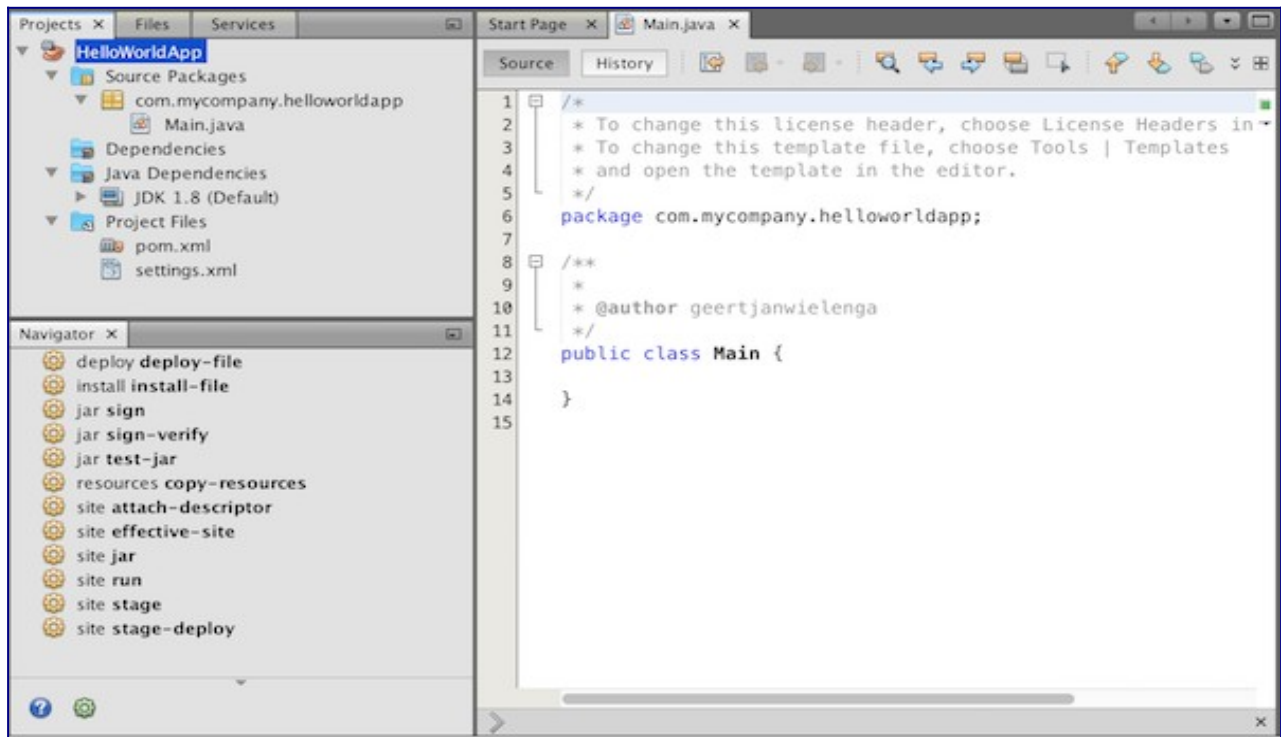 Projects Files Services
HelloWorldApp
Source Packages
com.mycompany.helloworldapp
Main.java
Dependencies
Java Dependencies
JDK 1.8 (Default)
Project Files
pom.xml
settings.xml
Navigator
deploy deploy-file
install install-file
jar sign
jar sign-verify
jar test-jar
resources copy-resources
site attach-descriptor
site effective-site
site jar
site run
site stage
site stage-deploy
Start Page Main.java
Source History
1 /*
2 * To change this license header, choose License Headers in
3 * To change this template file, choose Tools | Templates
4 * and open the template in the editor.
5 */
6 package com.mycompany.helloworldapp;
7
8 /**
9 *
10 * @author geertjanwielenga
11 */
12 public class Main {
13
14 }
15